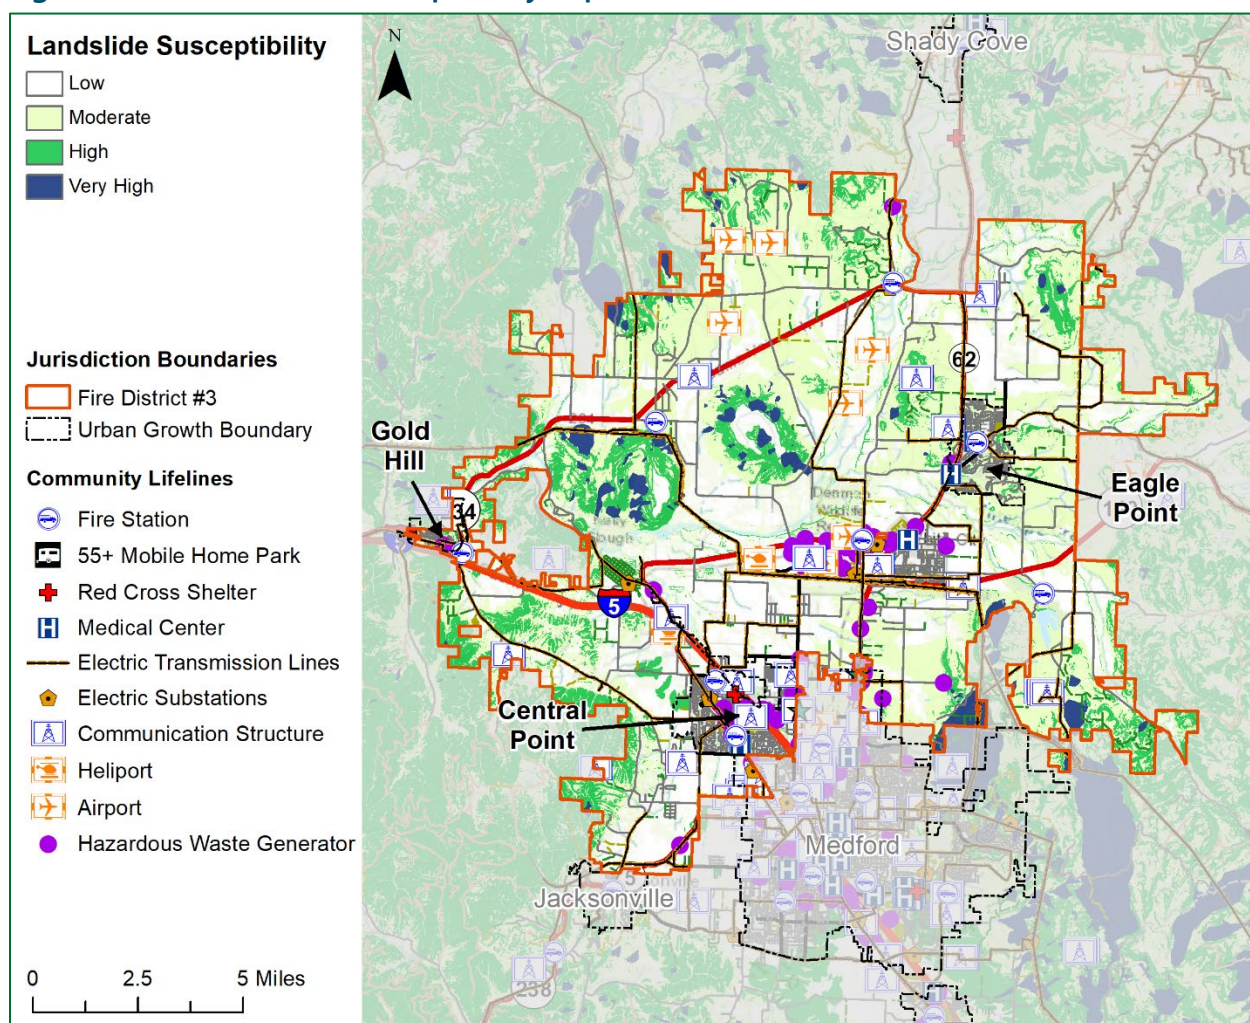 Landslide Susceptibility
Low
Moderate
High
Very High
Jurisdiction Boundaries
Fire District #3
Urban Growth Boundary
Community Lifelines
Fire Station
55+ Mobile Home Park
Red Cross Shelter
Medical Center
Electric Transmission Lines
Electric Substations
Communication Structure
Heliport
Airport
Hazardous Waste Generator
0 2.5 5 Miles
N
Shady Cove
62
Gold
Hill
34
Eagle
Point
5
Central
Point
Medford
Jacksonville
238